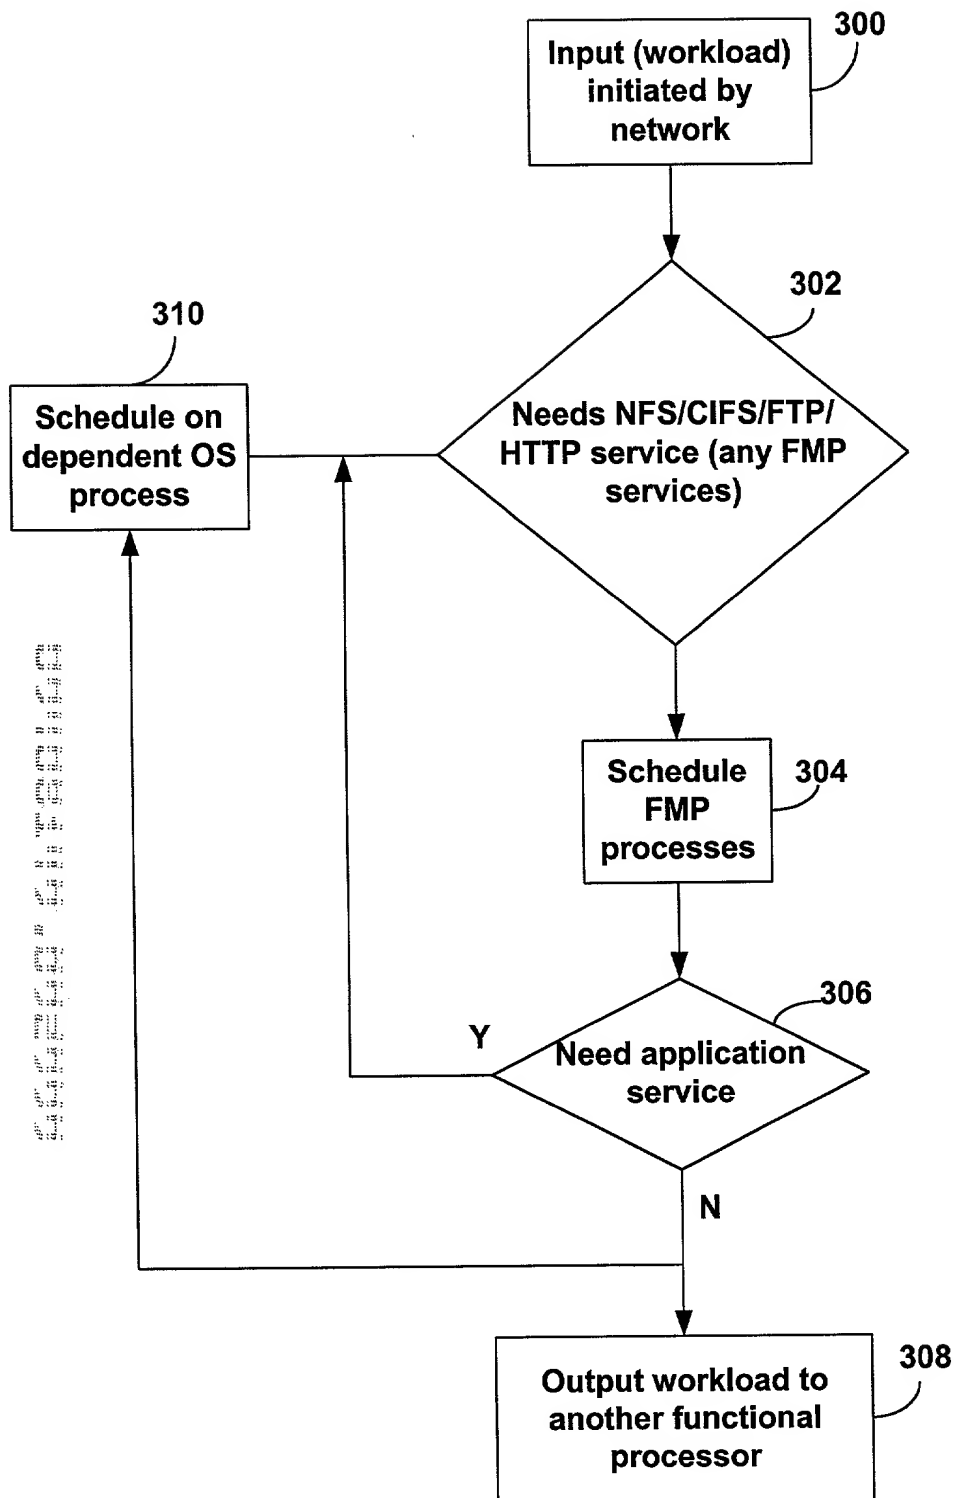 300
Input (workload)
initiated by
network
302
310
Needs NFS/CIFS/FTP/
HTTP service (any FMP
services)
Schedule on
dependent OS
process
Schedule
FMP
processes
304
306
Y
Need application
service
N
308
Output workload to
another functional
processor